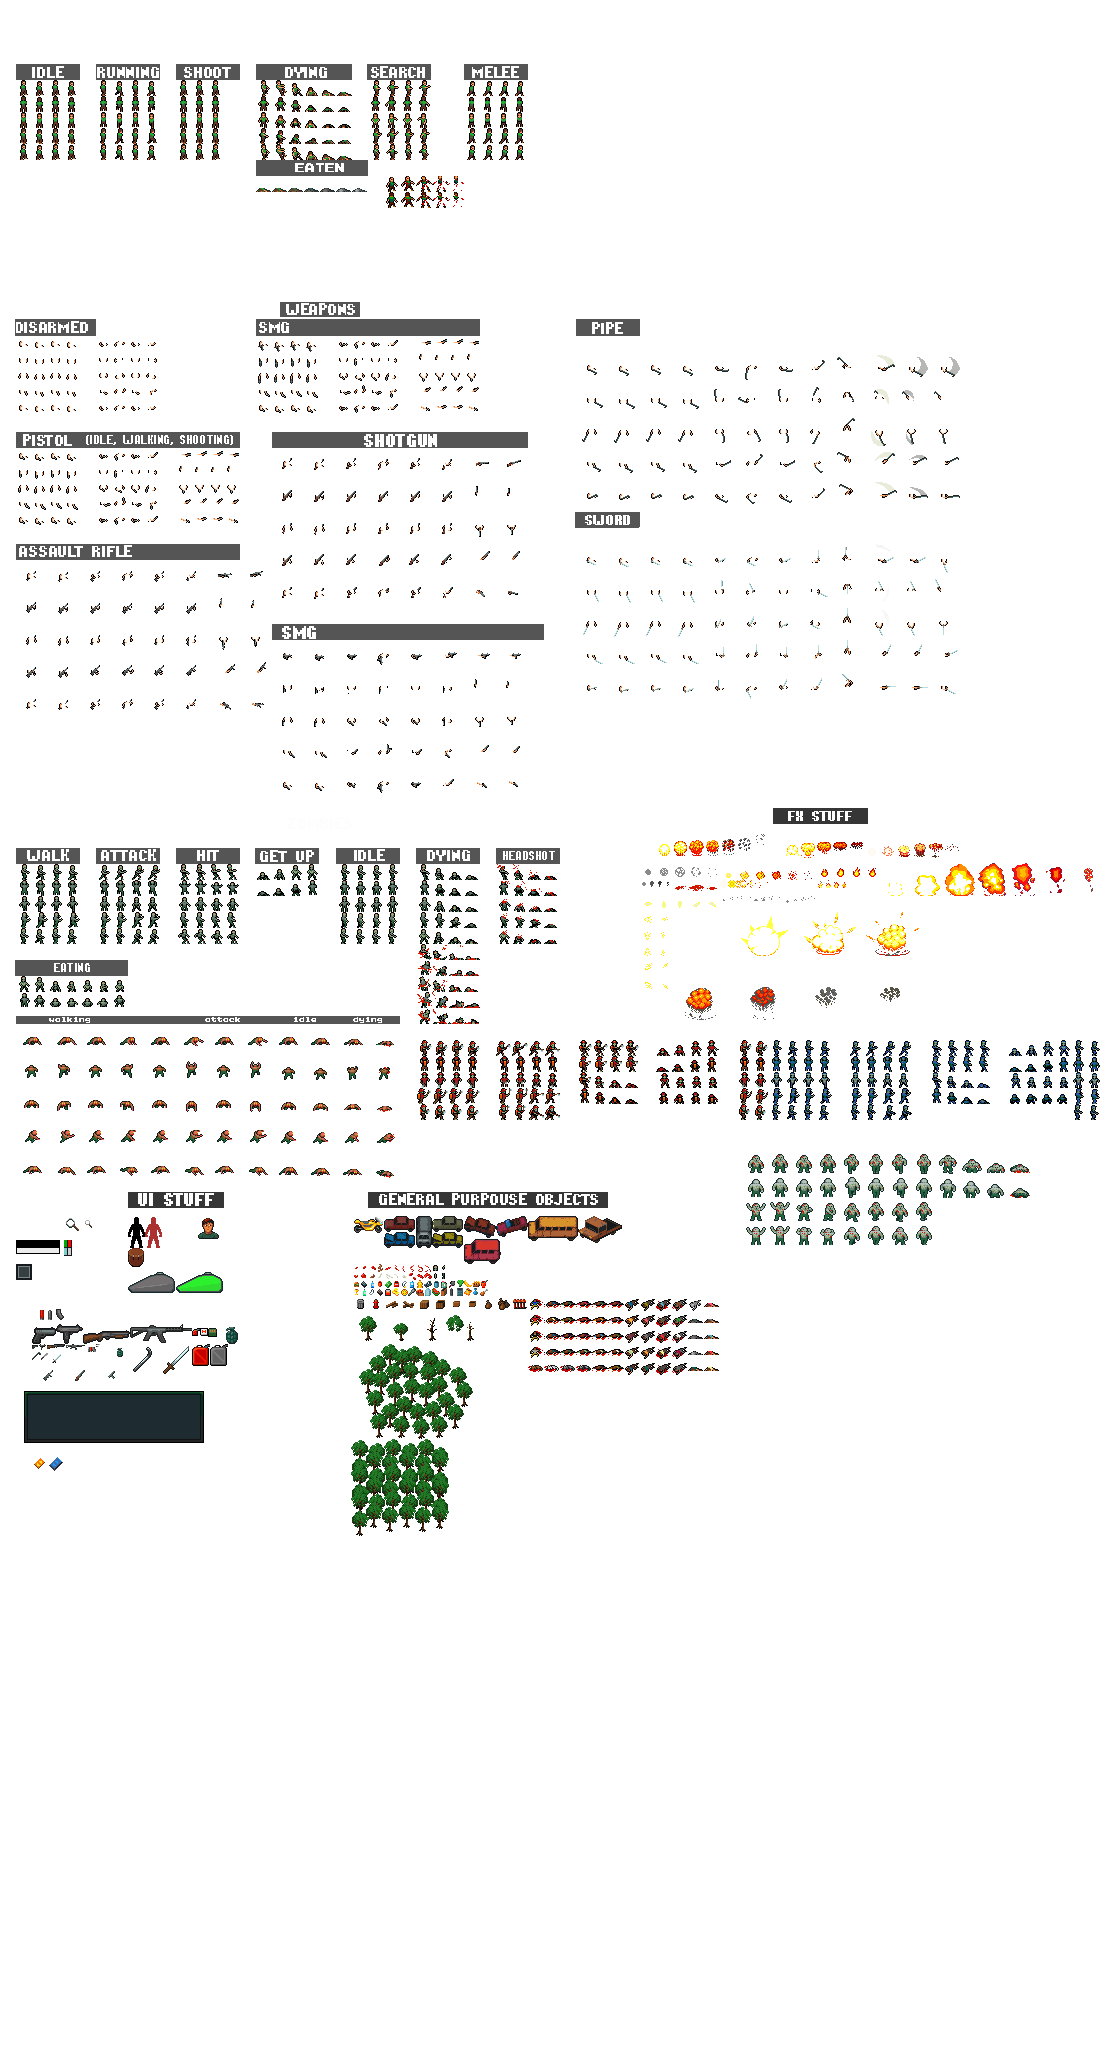 IDLE
RUNNING
SHOOT
DYING
SEARCH
MELEE
EATEN
WEAPONS
DISARMED
SMG
PIPE
PISTOL (IDLE, WALKING, SHOOTING)
SHOTGUN
SWORD
ASSAULT RIFLE
SMG
FX STUFF
WALK
ATTACK
HIT
GET UP
IDLE
DYING
HEADSHOT
EATING
walking
attack
idle
dying
UI STUFF
GENERAL PURPOUSE OBJECTS